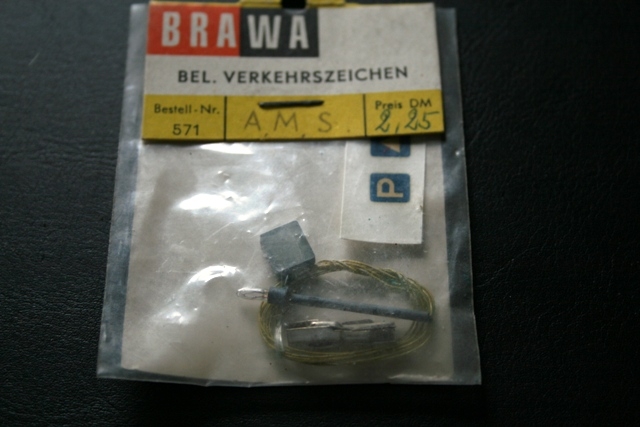 BRAWA
BEL. VERKEHRSZEICHEN
Bestell-Nr. 571
A.M.S.
Preis DM 2,25
P